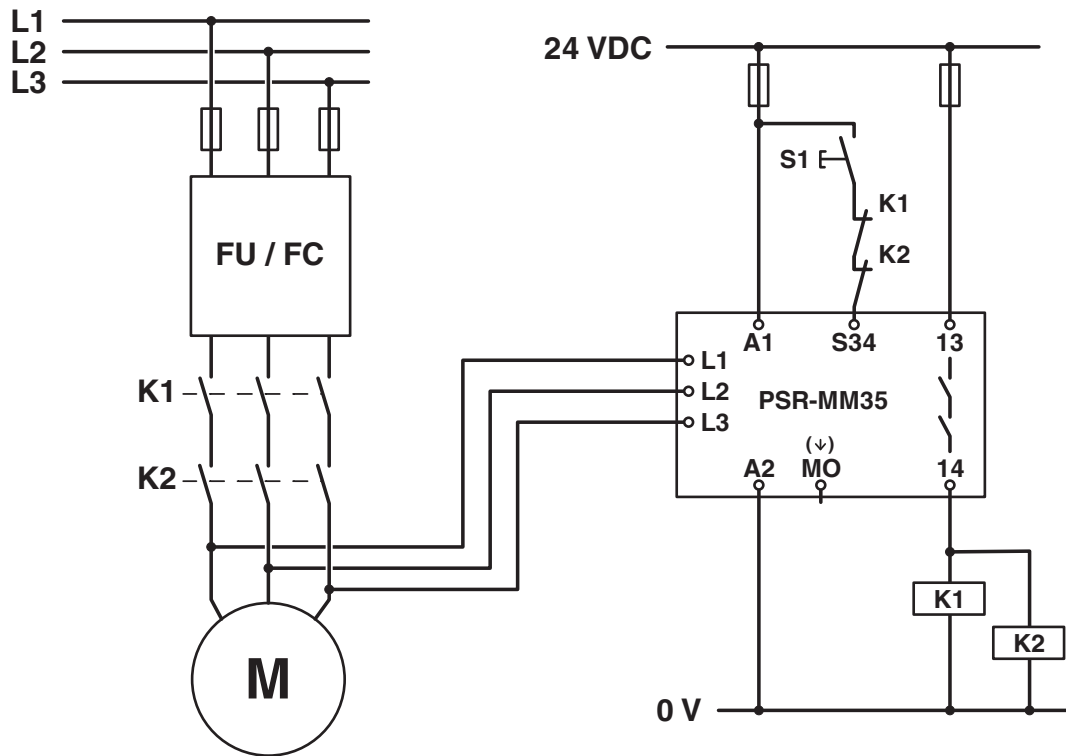 L1
L2
L3
24 VDC
S1
K1
K2
FU / FC
A1
S34
13
L1
L2
L3
PSR-MM35
K1
K2
(↓)
A2
MO
14
K1
K2
M
0 V